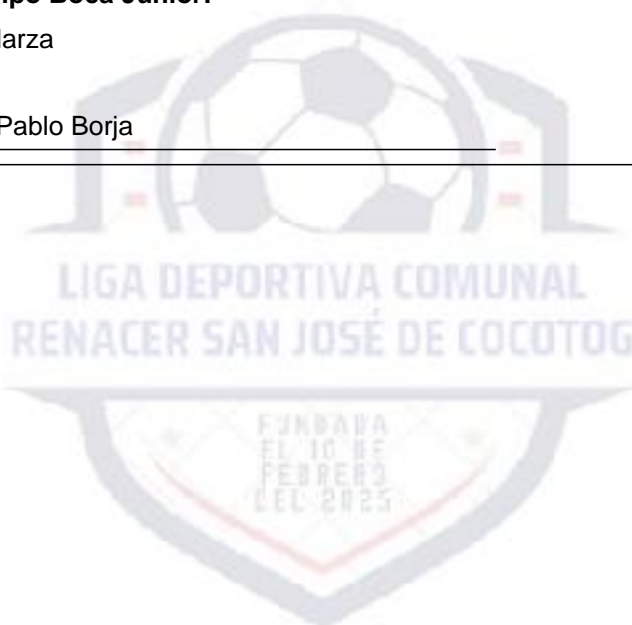 ipo Boca Junior:
larza
Pablo Borja
LIGA DEPORTIVA COMUNAL
RENACER SAN JOSÉ DE COCOTOG
FUNDADA
EL 10 DE
FEBRERO
DEL 2025